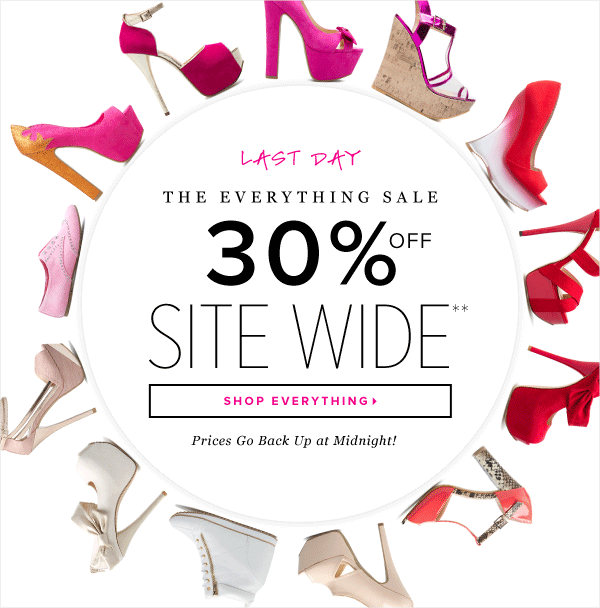 LAST DAY
THE EVERYTHING SALE
30% OFF
SITE WIDE**
SHOP EVERYTHING
Prices Go Back Up at Midnight!